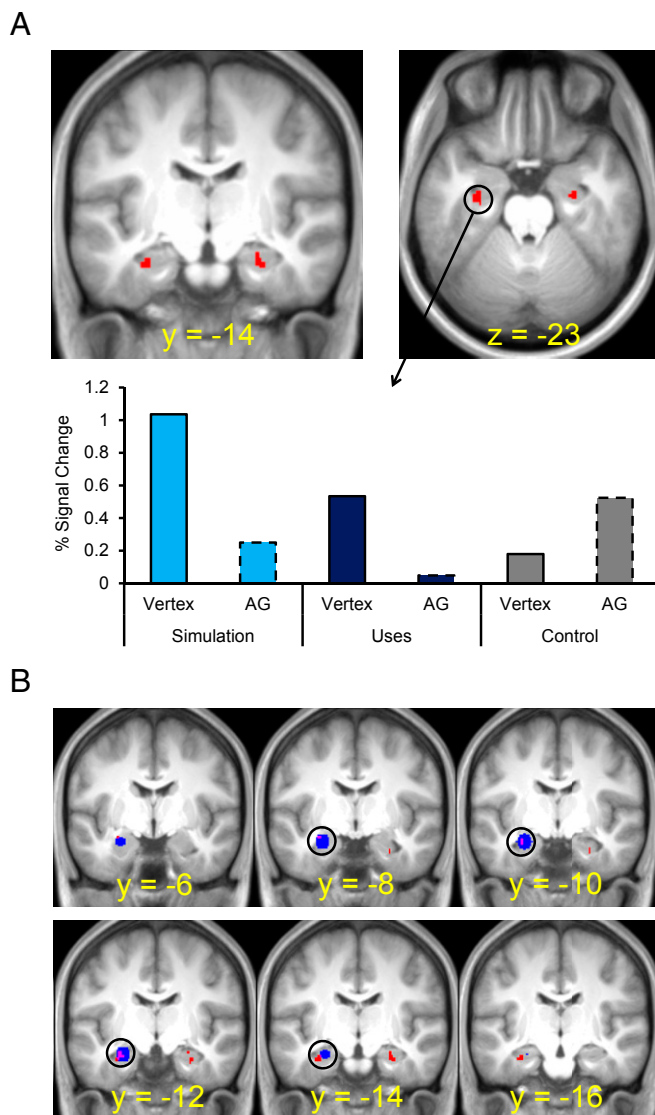 A
y = -14
z = -23
1.2
1
0.8
0.6
0.4
0.2
0
% Signal Change
Vertex AG Vertex AG Vertex AG
Simulation Uses Control
B
y = -6 y = -8 y = -10
y = -12 y = -14 y = -16